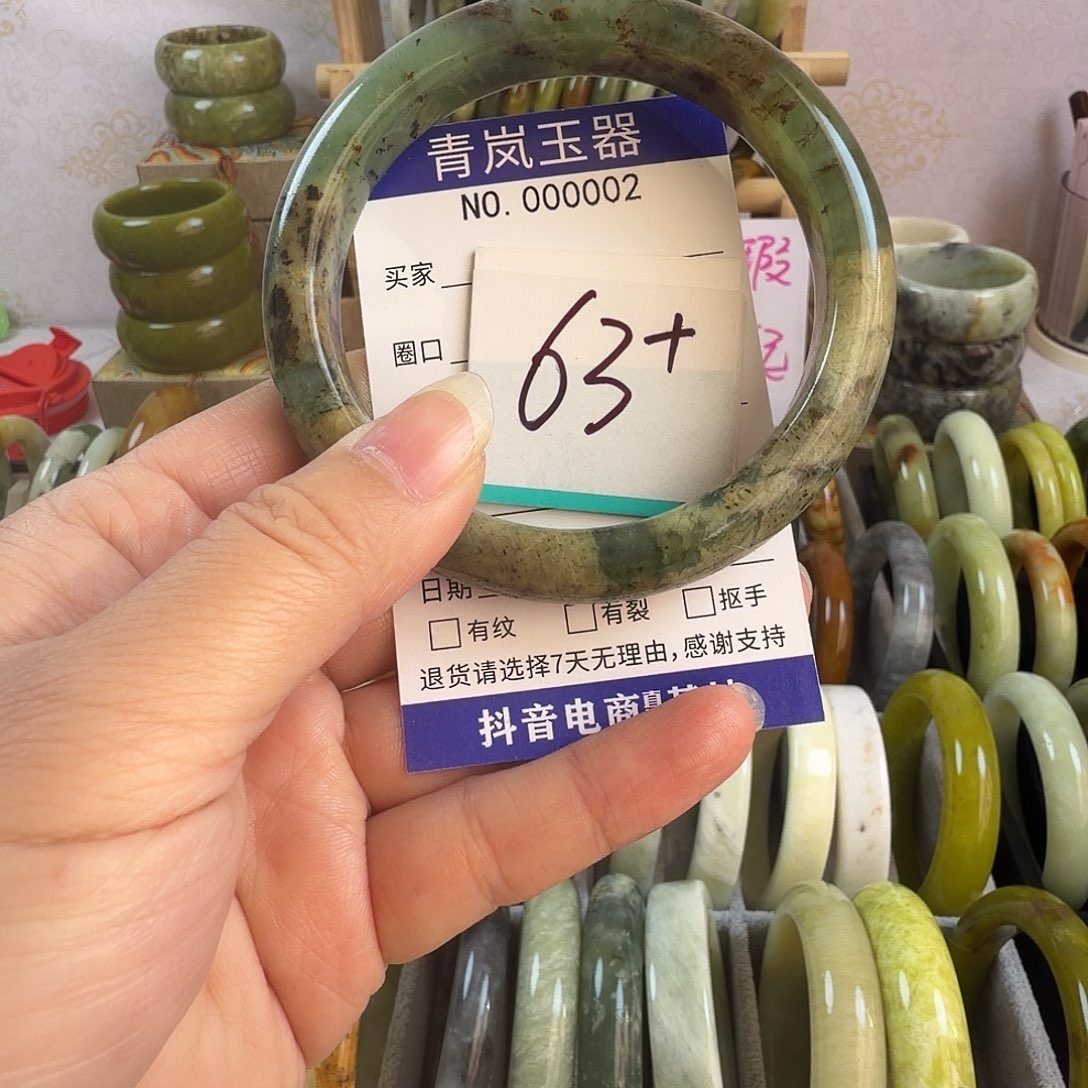 青岚玉器
NO. 000002
买家
圈口
63+
日期
□有纹 □有裂 □抠手
退货请选择7天无理由,感谢支持
抖音电商